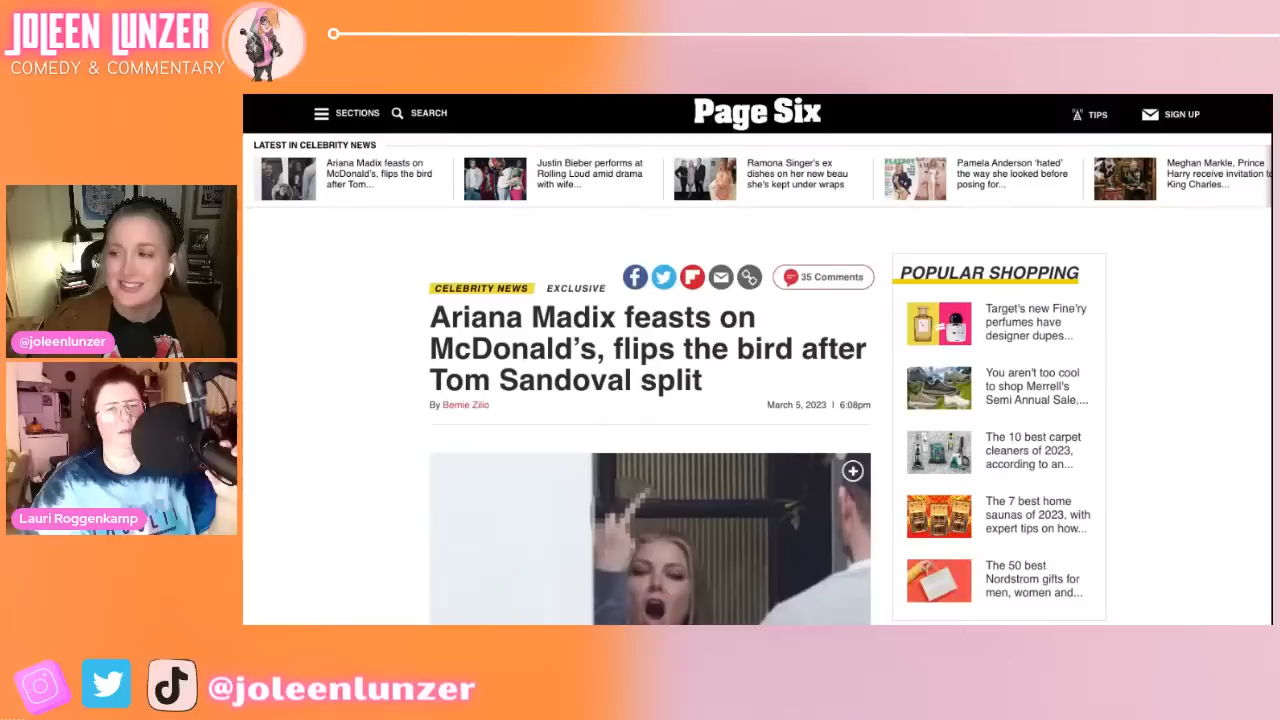 JOLEEN LUNZER
COMEDY & COMMENTARY
SECTIONS
SEARCH
Page Six
TIPS
SIGN UP
LATEST IN CELEBRITY NEWS
Ariana Madix feasts on
McDonald's, flips the bird
after Tom...
Justin Bieber performs at
Rolling Loud amid drama
with wife...
Ramona Singer's ex
dishes on her new beau
she's kept under wraps
Pamela Anderson 'hated'
the way she looked before
posing for...
Meghan Markle, Prince
Harry receive invitation to
King Charles...
@joleenlunzer
Lauri Roggenkamp
35 Comments
CELEBRITY NEWS
EXCLUSIVE
Ariana Madix feasts on
McDonald's, flips the bird after
Tom Sandoval split
By Bernie Zilio
March 5, 2023 | 6:08pm
POPULAR SHOPPING
Target's new Fine'ry
perfumes have
designer dupes...
You aren't too cool
to shop Merrell's
Semi Annual Sale,...
The 10 best carpet
cleaners of 2023,
according to an...
The 7 best home
saunas of 2023, with
expert tips on how...
The 50 best
Nordstrom gifts for
men, women and...
@joleenlunzer